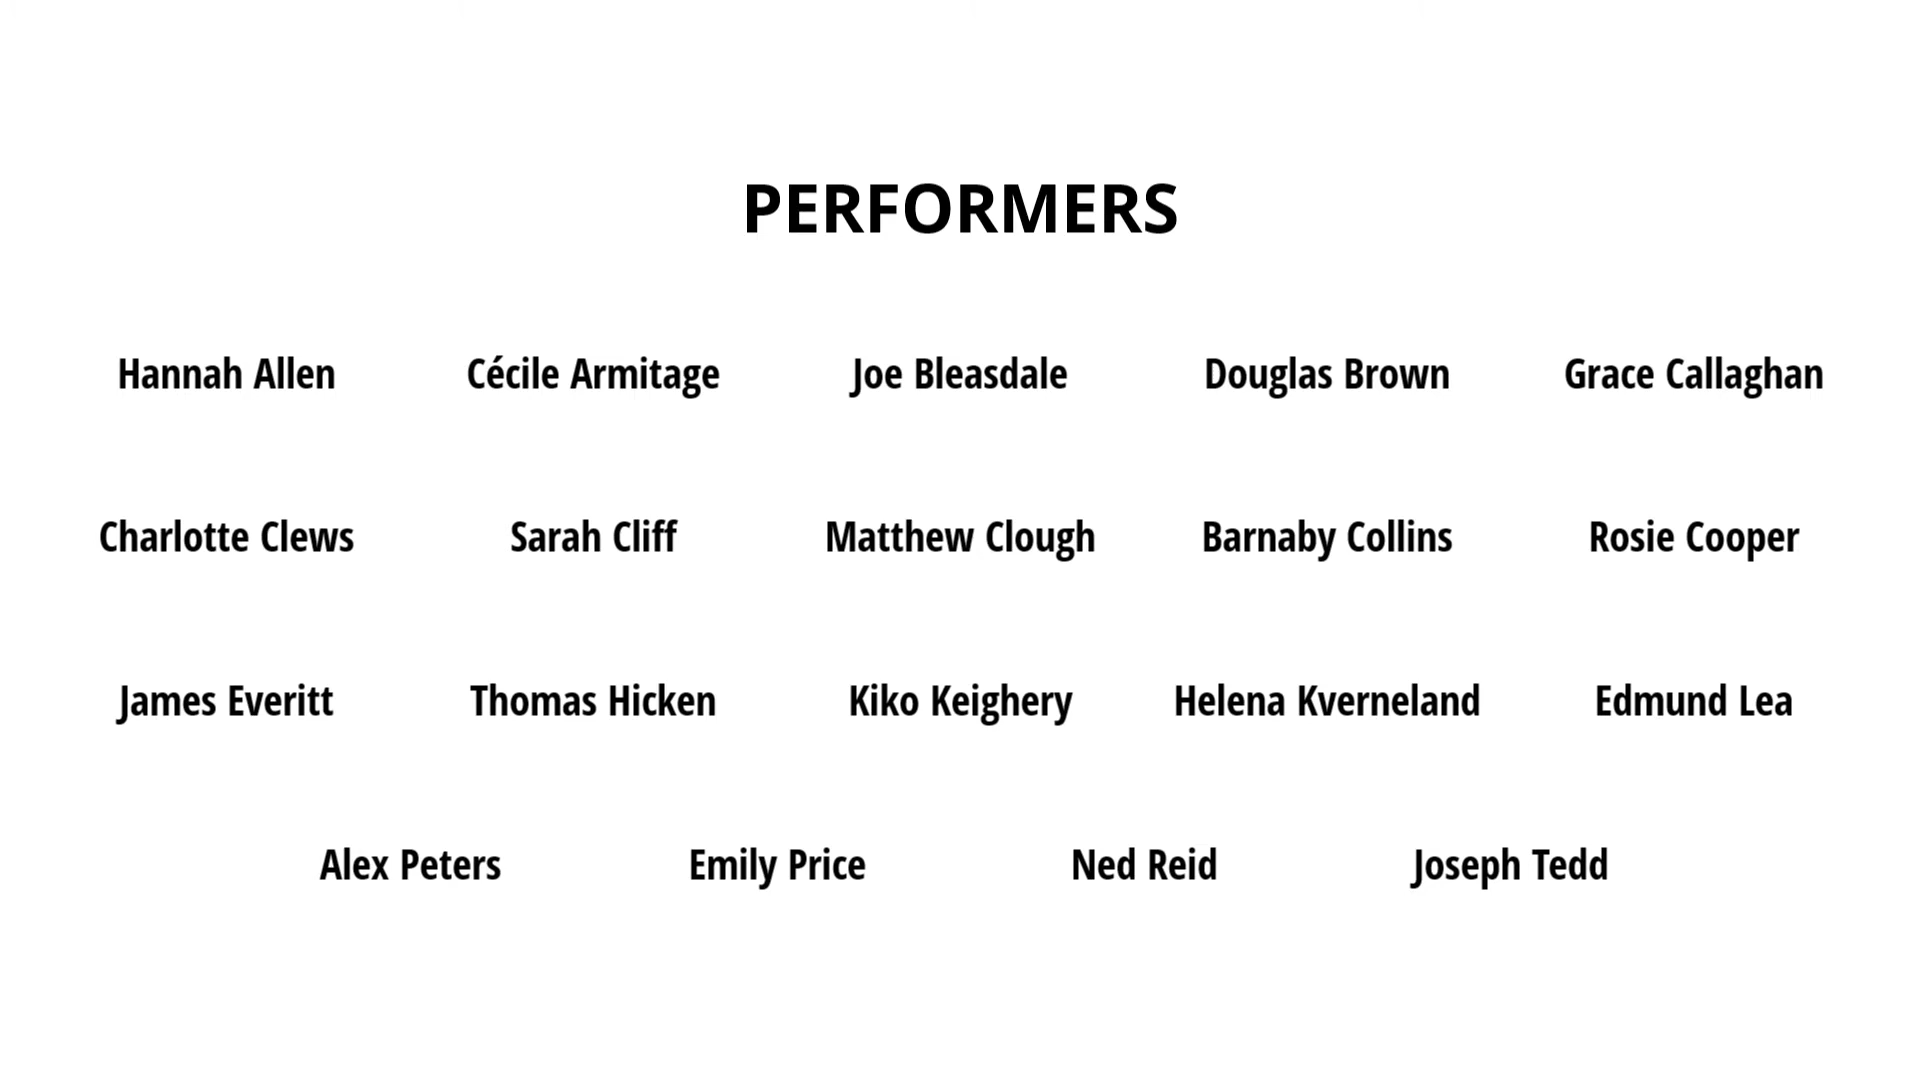 PERFORMERS
Hannah Allen Cécile Armitage Joe Bleasdale Douglas Brown Grace Callaghan
Charlotte Clews Sarah Cliff Matthew Clough Barnaby Collins Rosie Cooper
James Everitt Thomas Hicken Kiko Keighery Helena Kverneland Edmund Lea
Alex Peters Emily Price Ned Reid Joseph Tedd